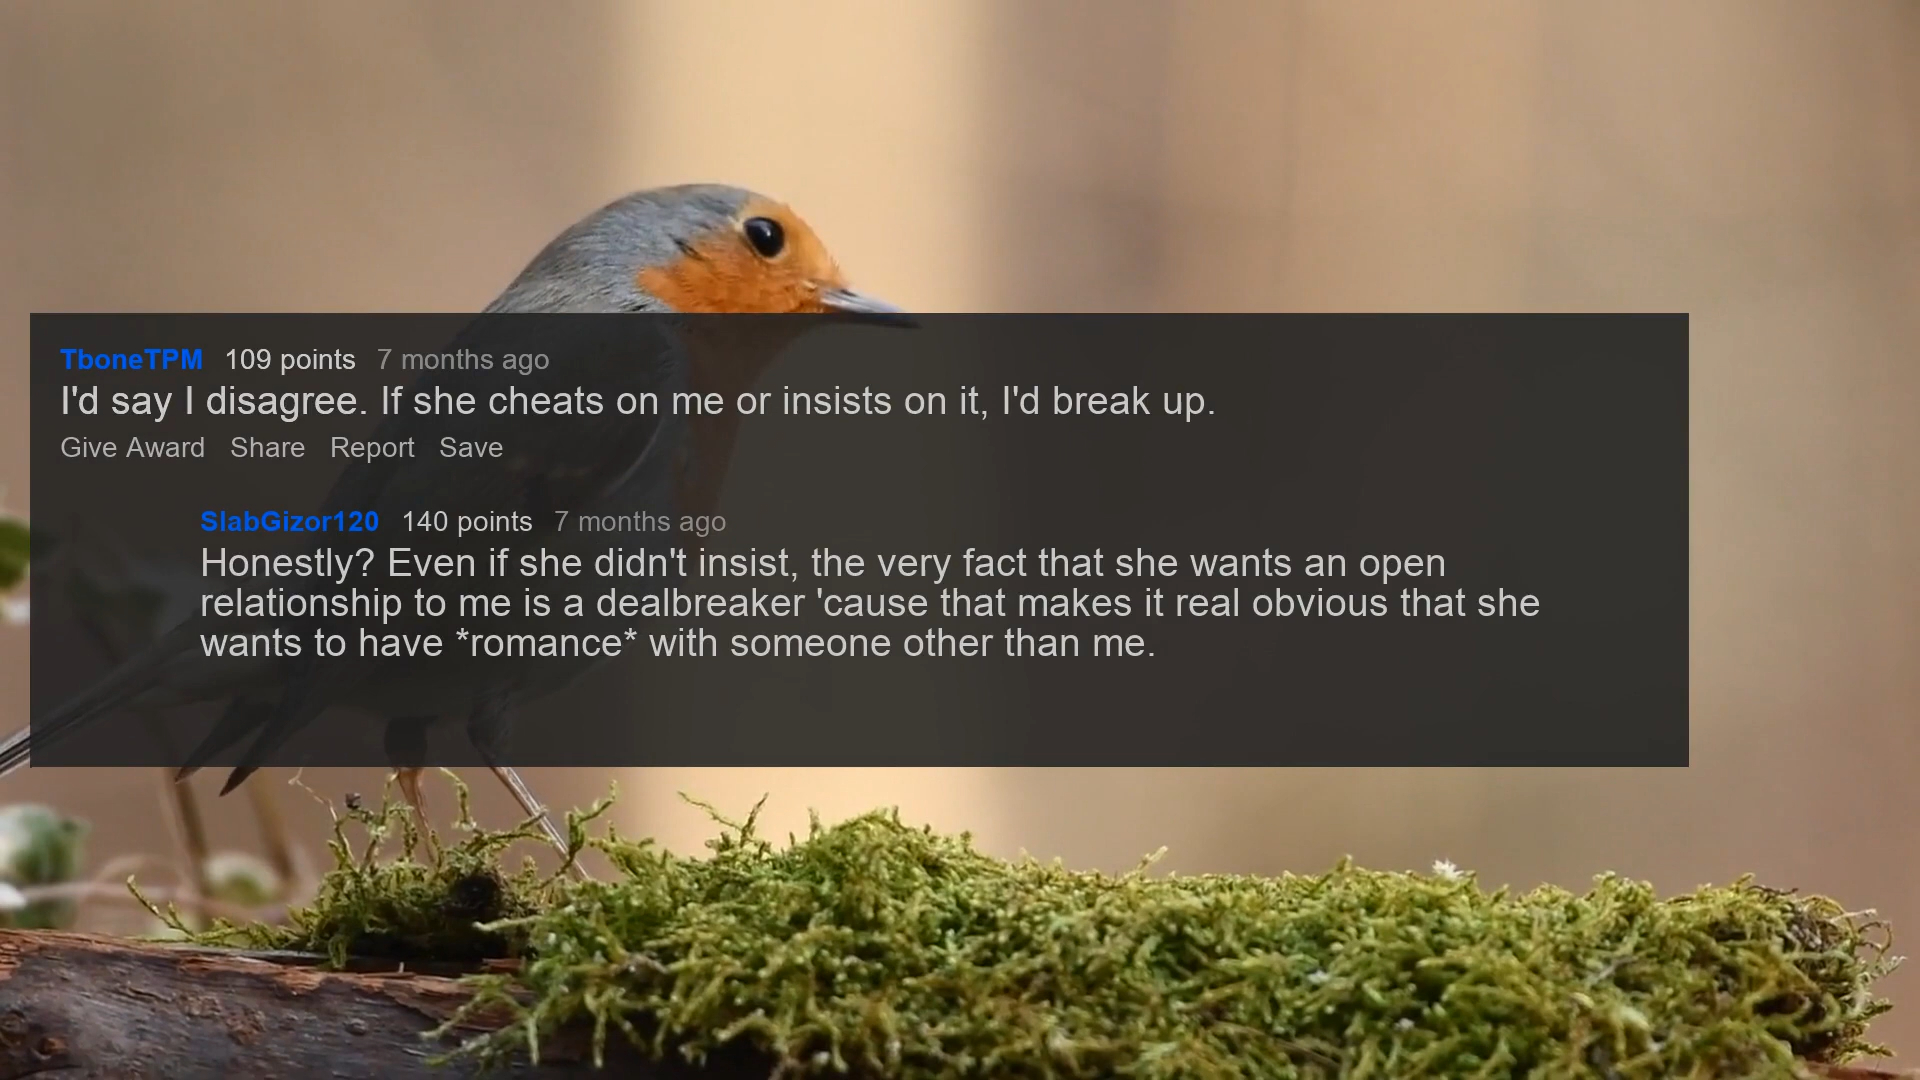 TboneTPM 109 points 7 months ago
I'd say I disagree. If she cheats on me or insists on it, I'd break up.
Give Award Share Report Save
SlabGizor120 140 points 7 months ago
Honestly? Even if she didn't insist, the very fact that she wants an open
relationship to me is a dealbreaker 'cause that makes it real obvious that she
wants to have *romance* with someone other than me.